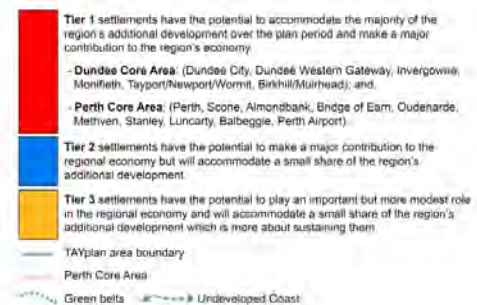 Tier 1 settlements have the potential to accommodate the majority of the
region's additional development over the plan period and make a major
contribution to the region's economy
- Dundee Core Area: (Dundee City, Dundee Western Gateway, Invergowrie,
Monifieth, Tayport/Newport/Wormit, Birkhill/Muirhead); and,
- Perth Core Area: (Perth, Scone, Almondbank, Bridge of Earn, Oudenarde,
Methven, Stanley, Luncarty, Balbeggie, Perth Airport).
Tier 2 settlements have the potential to make a major contribution to the
regional economy but will accommodate a small share of the region's
additional development.
Tier 3 settlements have the potential to play an important but more modest role
in the regional economy and will accommodate a small share of the region's
additional development which is more about sustaining them.
TAYplan area boundary
Perth Core Area
Green belts Undeveloped Coast